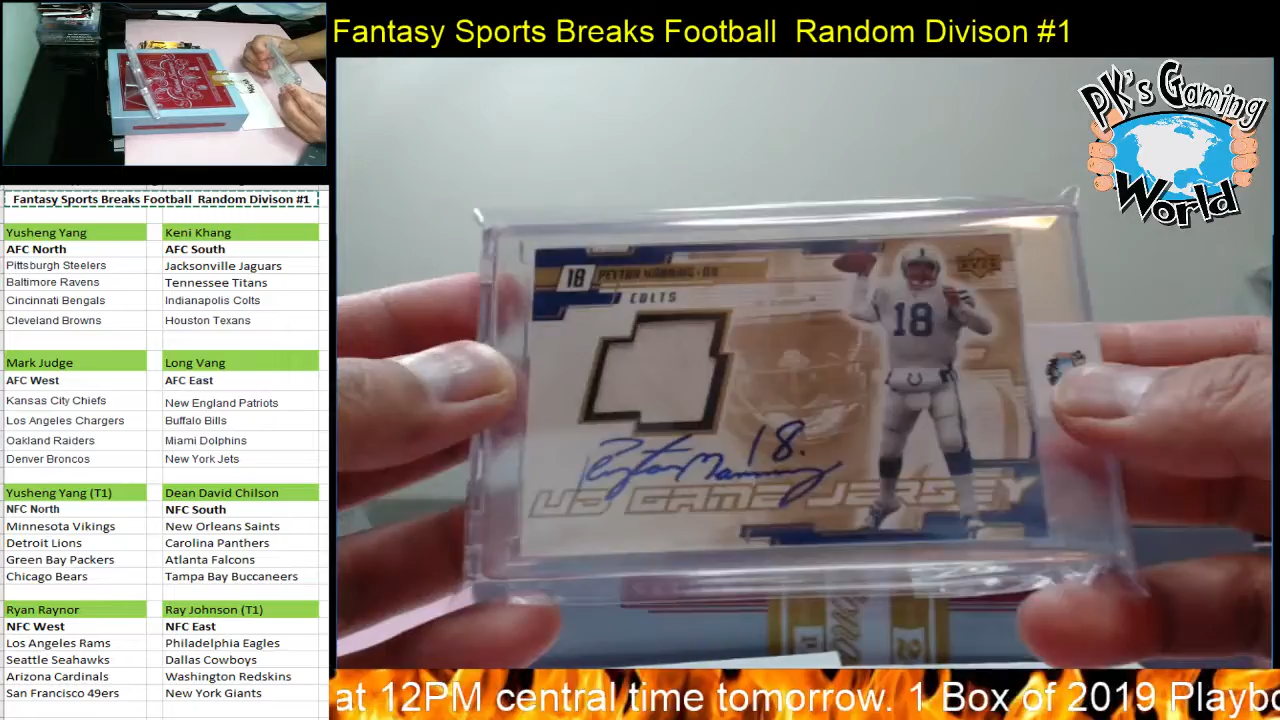 Fantasy Sports Breaks Football Random Divison #1
PK's Gaming World
18 PEYTON MANNING • QB
COLTS
18
18.
Peyton Manning
UD GAME JERSEY
Fantasy Sports Breaks Football Random Divison #1
Yusheng Yang Keni Khang
AFC North AFC South
Pittsburgh Steelers Jacksonville Jaguars
Baltimore Ravens Tennessee Titans
Cincinnati Bengals Indianapolis Colts
Cleveland Browns Houston Texans
Mark Judge Long Vang
AFC West AFC East
Kansas City Chiefs New England Patriots
Los Angeles Chargers Buffalo Bills
Oakland Raiders Miami Dolphins
Denver Broncos New York Jets
Yusheng Yang (T1) Dean David Chilson
NFC North NFC South
Minnesota Vikings New Orleans Saints
Detroit Lions Carolina Panthers
Green Bay Packers Atlanta Falcons
Chicago Bears Tampa Bay Buccaneers
Ryan Raynor Ray Johnson (T1)
NFC West NFC East
Los Angeles Rams Philadelphia Eagles
Seattle Seahawks Dallas Cowboys
Arizona Cardinals Washington Redskins
San Francisco 49ers New York Giants
at 12PM central time tomorrow. 1 Box of 2019 Playbo